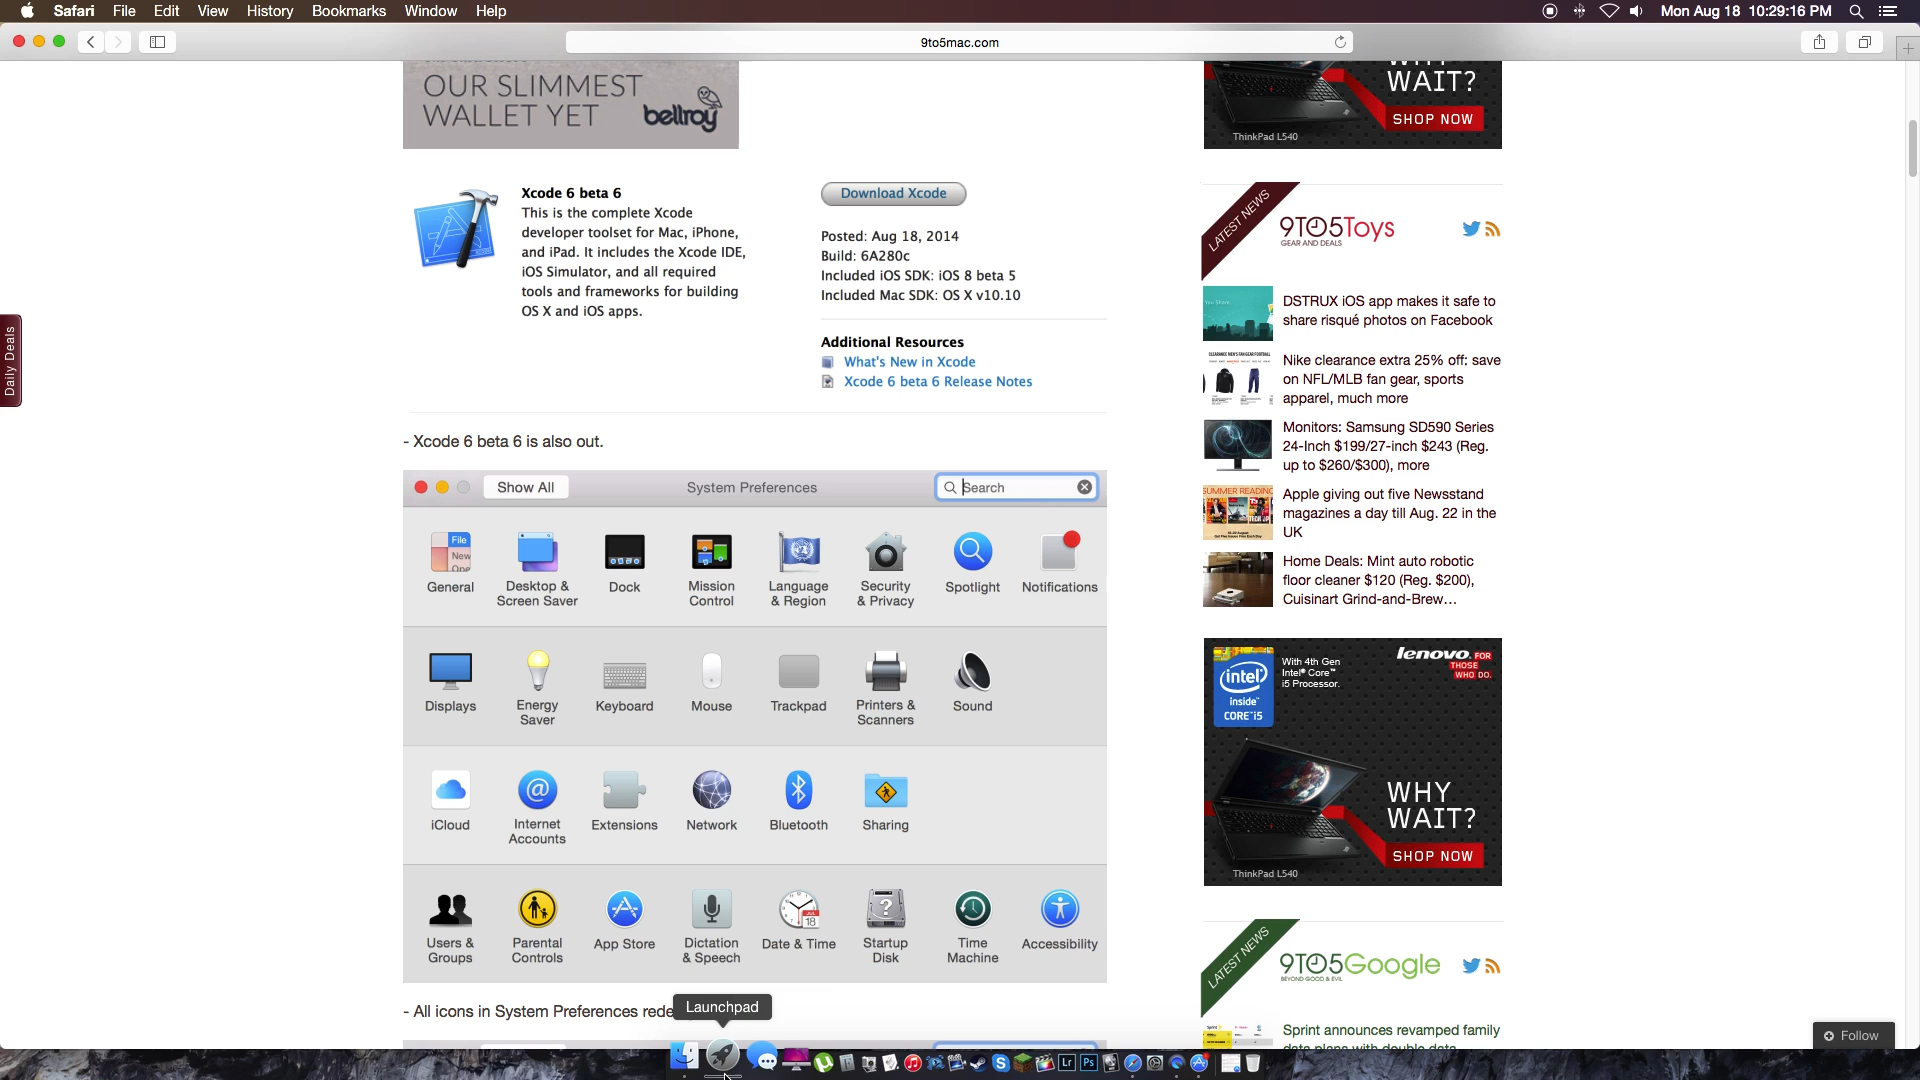 Safari File Edit View History Bookmarks Window Help
Mon Aug 18 10:29:16 PM
9to5mac.com
OUR SLIMMEST
WALLET YET
bellroy
WAIT?
SHOP NOW
ThinkPad L540
Xcode 6 beta 6
This is the complete Xcode
developer toolset for Mac, iPhone,
and iPad. It includes the Xcode IDE,
iOS Simulator, and all required
tools and frameworks for building
OS X and iOS apps.
Download Xcode
Posted: Aug 18, 2014
Build: 6A280c
Included iOS SDK: iOS 8 beta 5
Included Mac SDK: OS X v10.10
Additional Resources
What's New in Xcode
Xcode 6 beta 6 Release Notes
Daily Deals
- Xcode 6 beta 6 is also out.
Show All
System Preferences
Search
File
New
Ope
General
Desktop &
Screen Saver
Dock
Mission
Control
Language
& Region
Security
& Privacy
Spotlight
Notifications
Displays
Energy
Saver
Keyboard
Mouse
Trackpad
Printers &
Scanners
Sound
iCloud
Internet
Accounts
Extensions
Network
Bluetooth
Sharing
Users &
Groups
Parental
Controls
App Store
Dictation
& Speech
JUL
18
Date & Time
Startup
Disk
Time
Machine
Accessibility
- All icons in System Preferences rede
Launchpad
LATEST NEWS
9TO5Toys
GEAR AND DEALS
DSTRUX iOS app makes it safe to
share risqué photos on Facebook
Nike clearance extra 25% off: save
on NFL/MLB fan gear, sports
apparel, much more
Monitors: Samsung SD590 Series
24-Inch $199/27-inch $243 (Reg.
up to $260/$300), more
SUMMER READING
Apple giving out five Newsstand
magazines a day till Aug. 22 in the
UK
Home Deals: Mint auto robotic
floor cleaner $120 (Reg. $200),
Cuisinart Grind-and-Brew…
intel
inside™
CORE™i5
With 4th Gen
Intel® Core™
i5 Processor.
lenovo. FOR
THOSE
WHO DO.
WHY
WAIT?
SHOP NOW
ThinkPad L540
LATEST NEWS
9TO5Google
BEYOND GOOD & EVIL
Sprint announces revamped family
data plans with double data
Follow
Lr
Ps